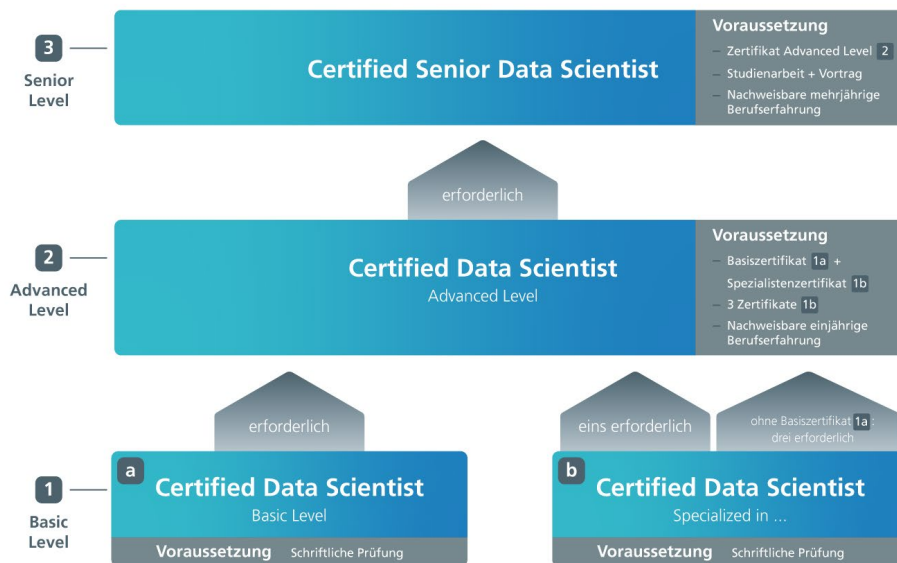 3
Senior
Level
Certified Senior Data Scientist
Voraussetzung
– Zertifikat Advanced Level 2
– Studienarbeit + Vortrag
– Nachweisbare mehrjährige
Berufserfahrung
erforderlich
2
Advanced
Level
Certified Data Scientist
Advanced Level
Voraussetzung
– Basiszertifikat 1a +
Spezialistenzertifikat 1b
– 3 Zertifikate 1b
– Nachweisbare einjährige
Berufserfahrung
erforderlich
eins erforderlich
ohne Basiszertifikat 1a :
drei erforderlich
1
Basic
Level
a
Certified Data Scientist
Basic Level
Voraussetzung Schriftliche Prüfung
b
Certified Data Scientist
Specialized in ...
Voraussetzung Schriftliche Prüfung